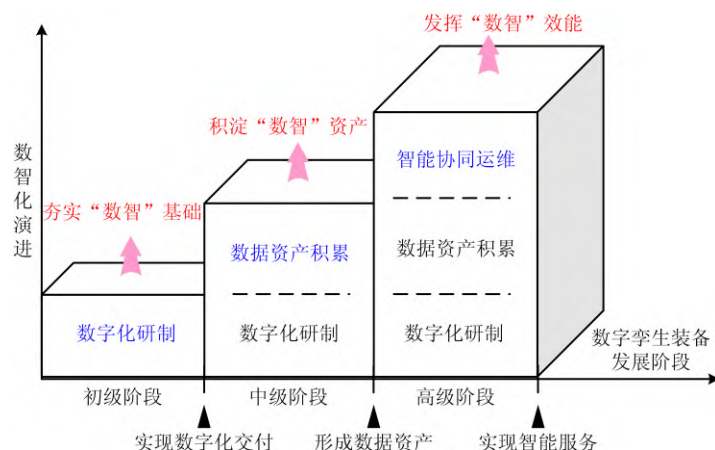 发挥“数智”效能
积淀“数智”资产
夯实“数智”基础
数智化演进
智能协同运维
数据资产积累
数据资产积累
数字化研制
数字化研制
数字化研制
数字孪生装备
发展阶段
初级阶段
中级阶段
高级阶段
实现数字化交付
形成数据资产
实现智能服务